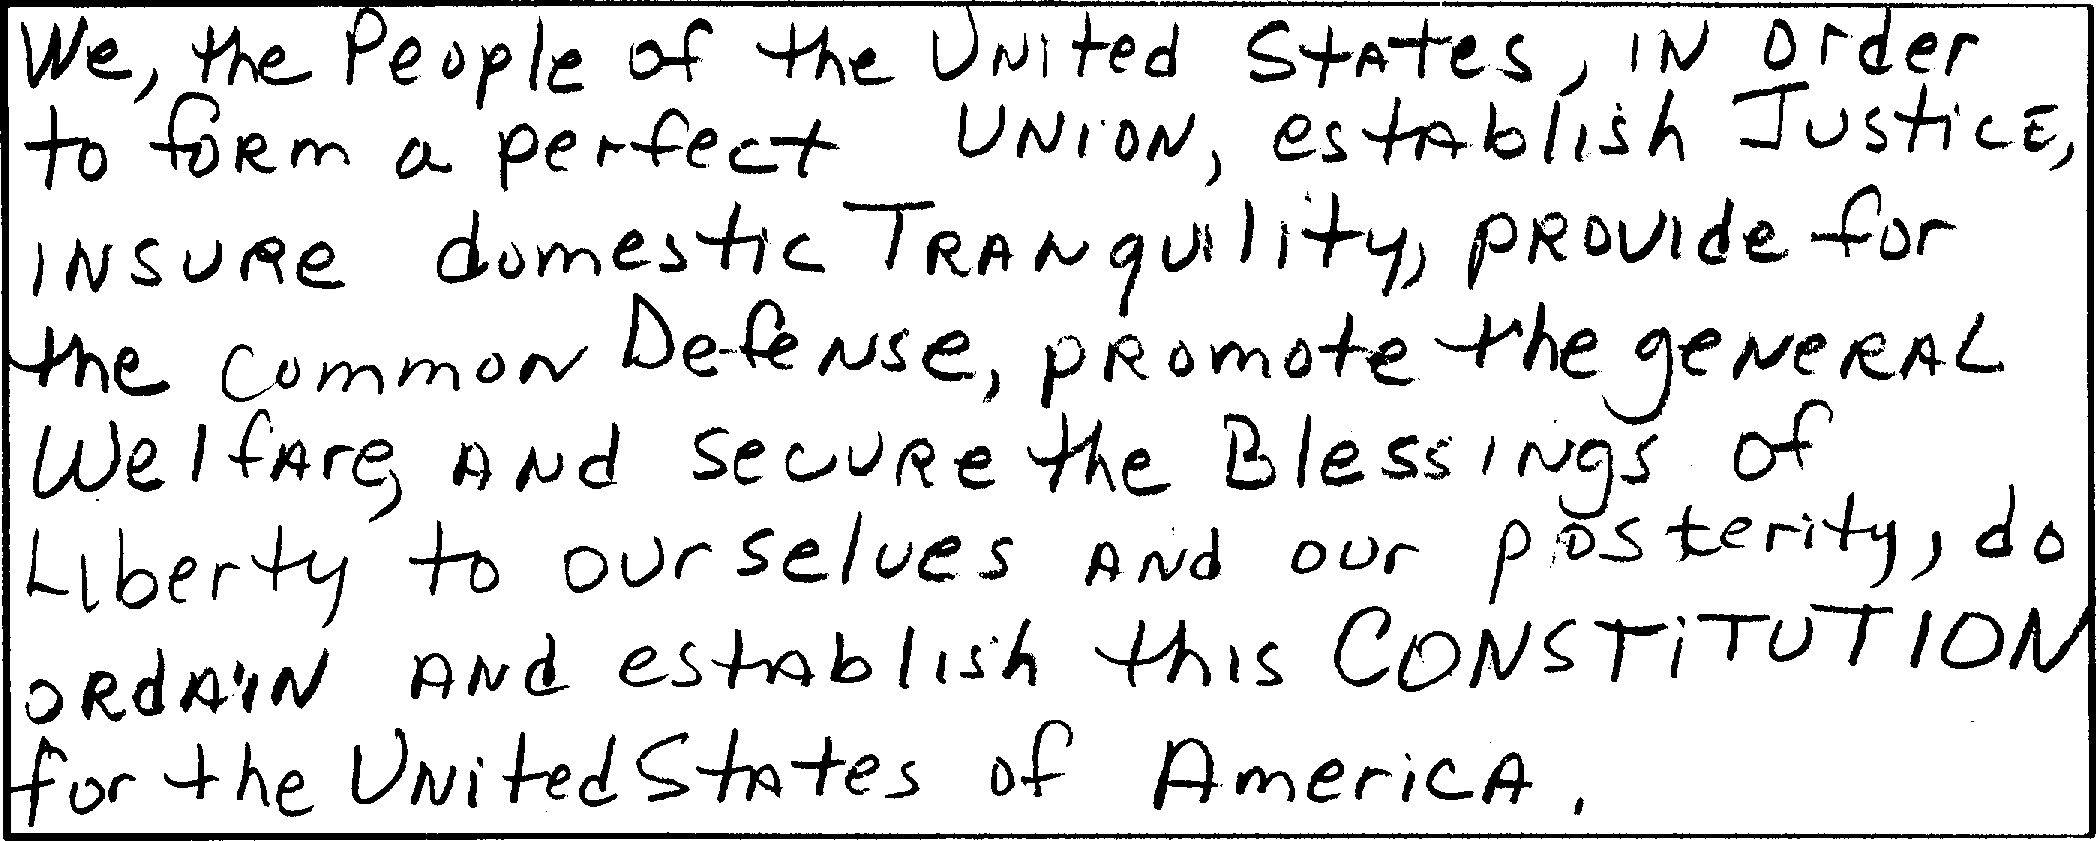 We, the People of the United States, in order
to form a perfect Union, establish Justice,
insure domestic Tranquility, provide for
the common Defense, promote the general
Welfare, and secure the Blessings of
Liberty to ourselves and our posterity, do
ordain and establish this CONSTITUTION
for the United States of America.